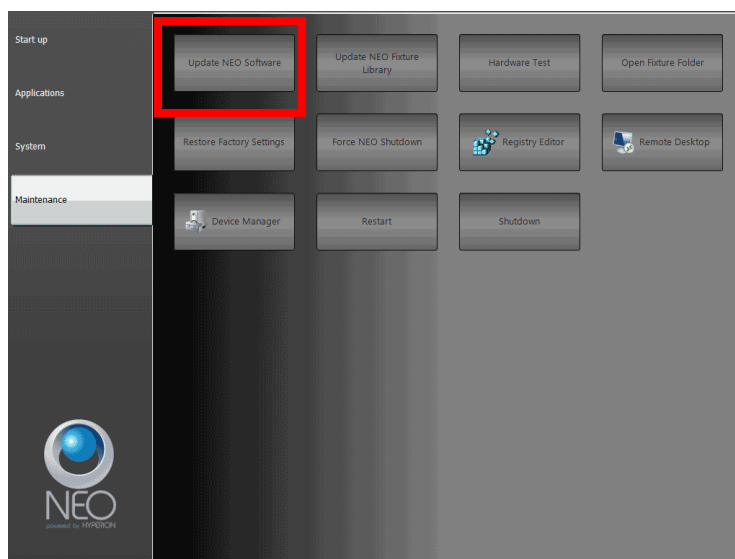 Start up
Applications
System
Maintenance
Update NEO Software
Update NEO Fixture
Library
Hardware Test
Open Fixture Folder
Restore Factory Settings
Force NEO Shutdown
Registry Editor
Remote Desktop
Device Manager
Restart
Shutdown
NEO
powered by HYPERION